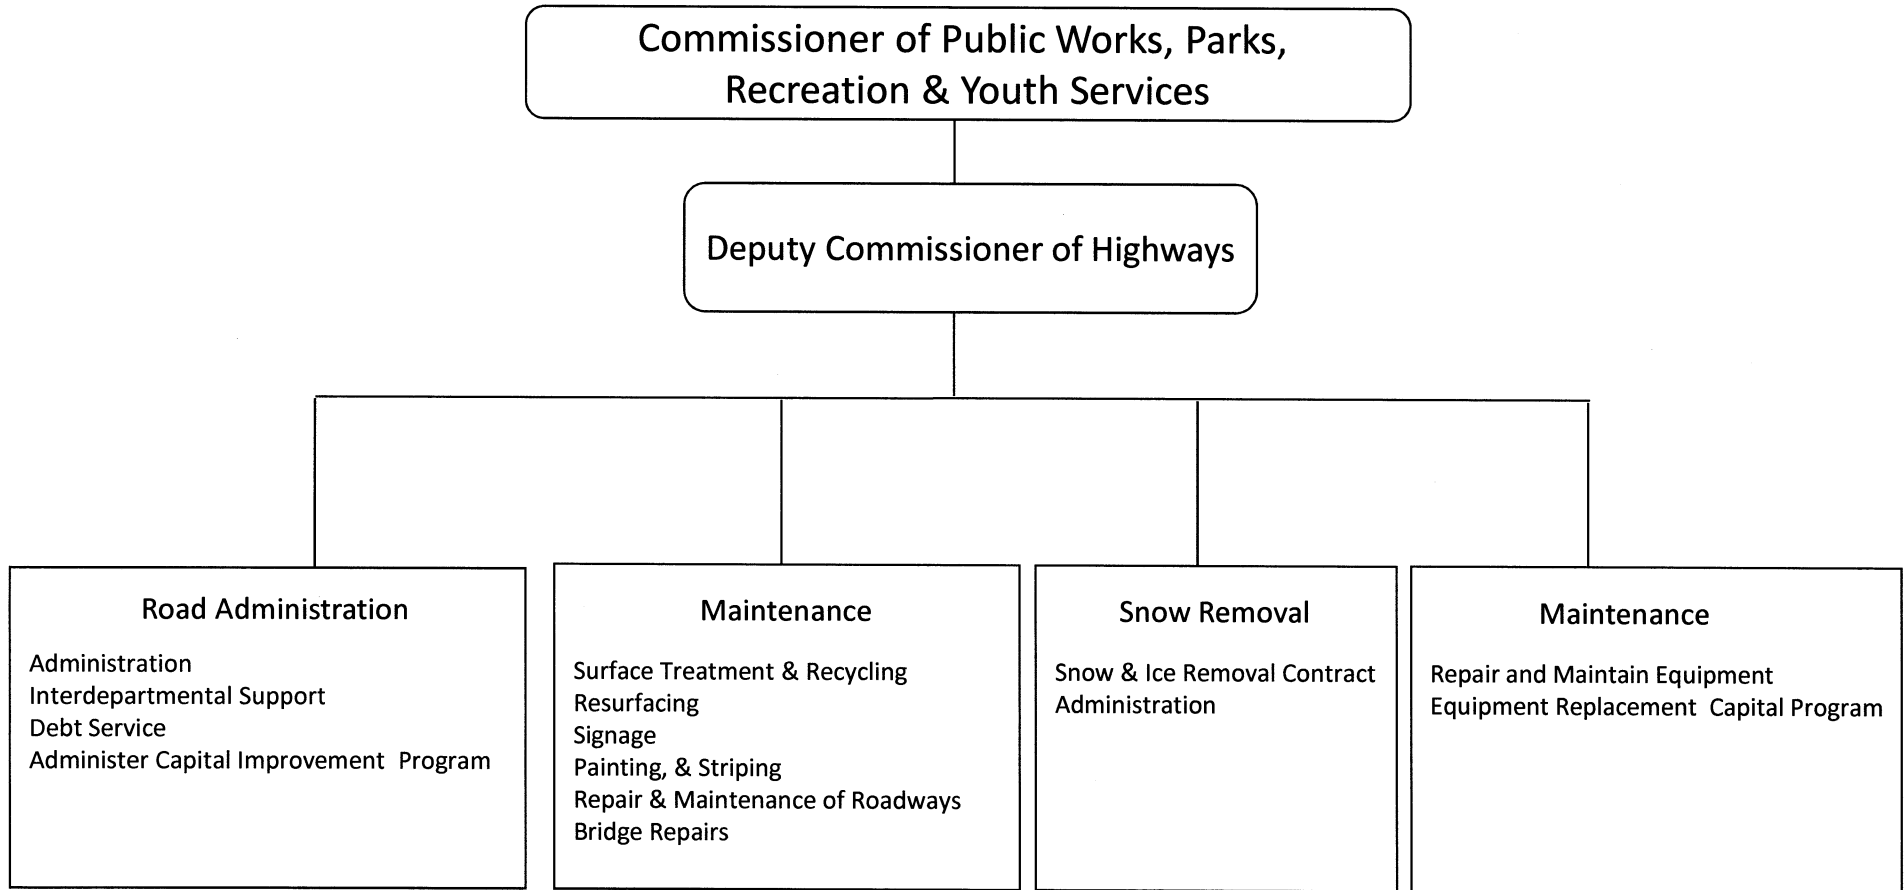 Commissioner of Public Works, Parks,
Recreation & Youth Services
Deputy Commissioner of Highways
Road Administration
Administration
Interdepartmental Support
Debt Service
Administer Capital Improvement  Program
Maintenance
Surface Treatment & Recycling
Resurfacing
Signage
Painting, & Striping
Repair & Maintenance of Roadways
Bridge Repairs
Snow Removal
Snow & Ice Removal Contract
Administration
Maintenance
Repair and Maintain Equipment
Equipment Replacement  Capital Program